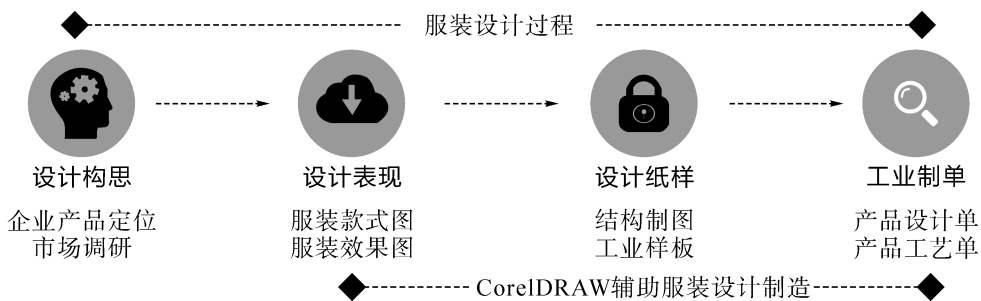 服装设计过程
设计构思
企业产品定位
市场调研
设计表现
服装款式图
服装效果图
设计纸样
结构制图
工业样板
工业制单
产品设计单
产品工艺单
CorelDRAW辅助服装设计制造